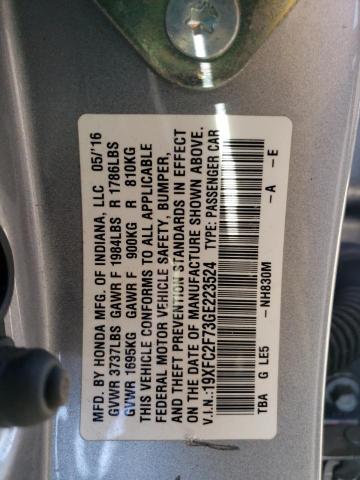 MFD. BY HONDA MFG. OF INDIANA, LLC 05/'16
GVWR 3737LBS GAWR F 1984LBS R 1786LBS
GVWR 1695KG GAWR F 900KG R 810KG
THIS VEHICLE CONFORMS TO ALL APPLICABLE
FEDERAL MOTOR VEHICLE SAFETY, BUMPER,
AND THEFT PREVENTION STANDARDS IN EFFECT
ON THE DATE OF MANUFACTURE SHOWN ABOVE.
V.I.N.:19XFC2F73GE223524 TYPE: PASSENGER CAR
TBA G LE5 - NH830M - A - E